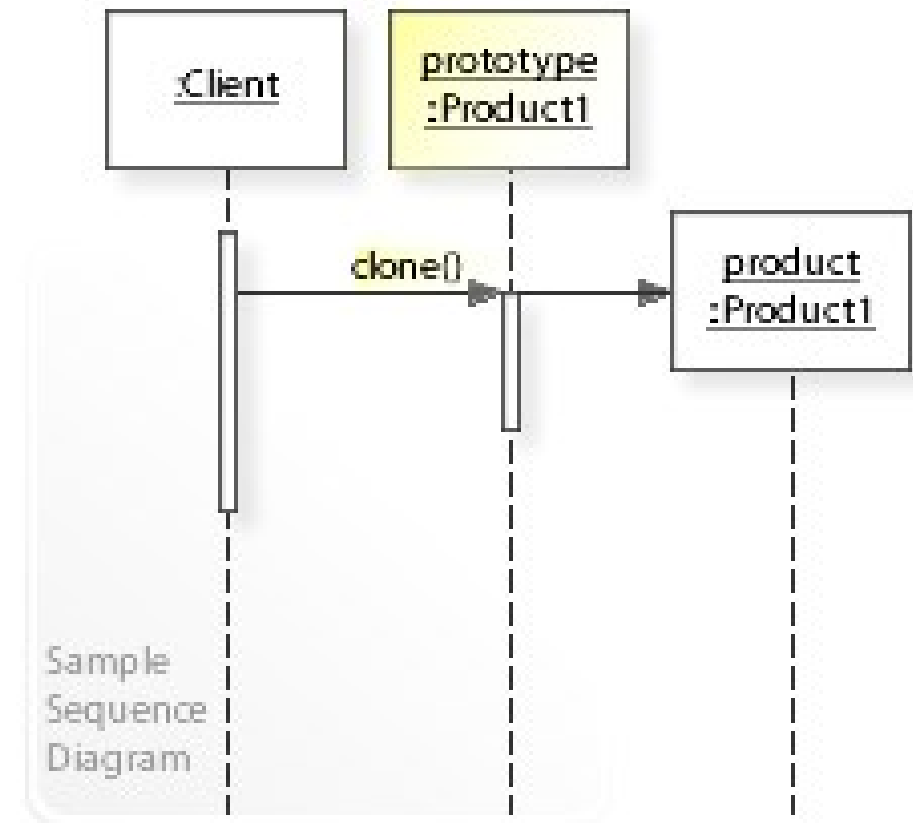 :Client
prototype
:Product1
clone()
product
:Product1
Sample
Sequence
Diagram